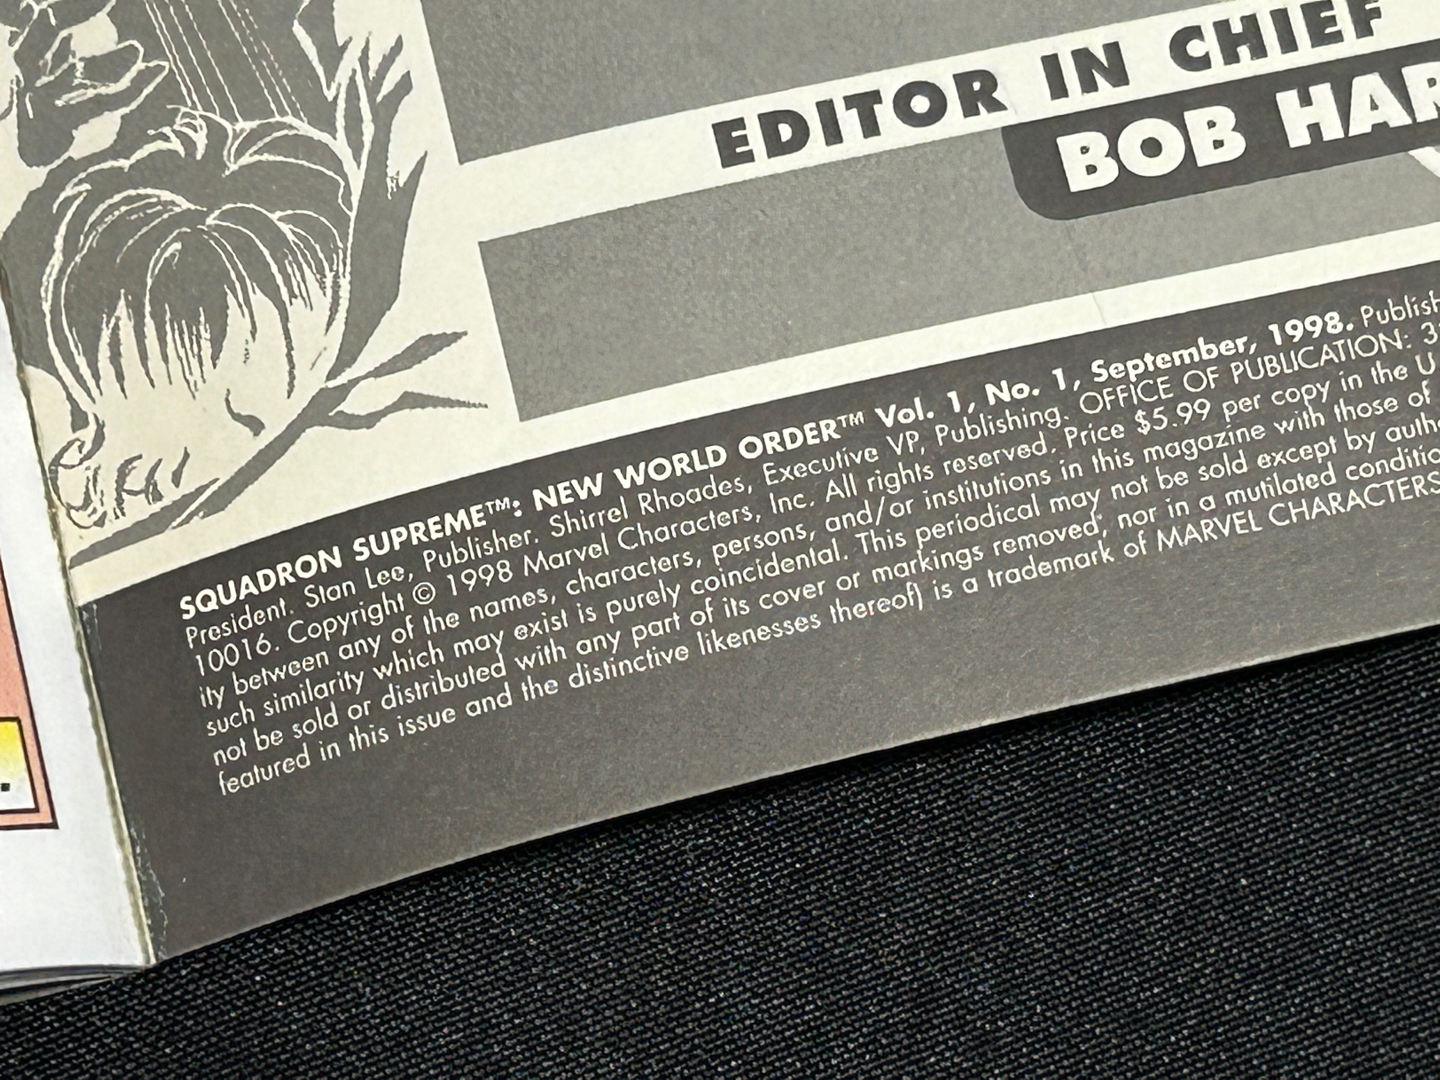 EDITOR IN CHIEF
BOB
SQUADRON SUPREME™: NEW WORLD ORDER™ Vol. 1, No. 1, September, 1998.
President. Stan Lee, Publisher. Shirrel Rhoades, Executive VP, Publishing. OFFICE OF PUBLICATION:
10016. Copyright © 1998 Marvel Characters, Inc. All rights reserved. Price $5.99 per copy in the
ity between any of the names, characters, persons, and/or institutions in this magazine with those of
such similarity which may exist is purely coincidental. This periodical may not be sold except by
not be sold or distributed with any part of its cover or markings removed, nor in a mutilated
featured in this issue and the distinctive likenesses thereof) is a trademark of MARVEL CHARACTERS